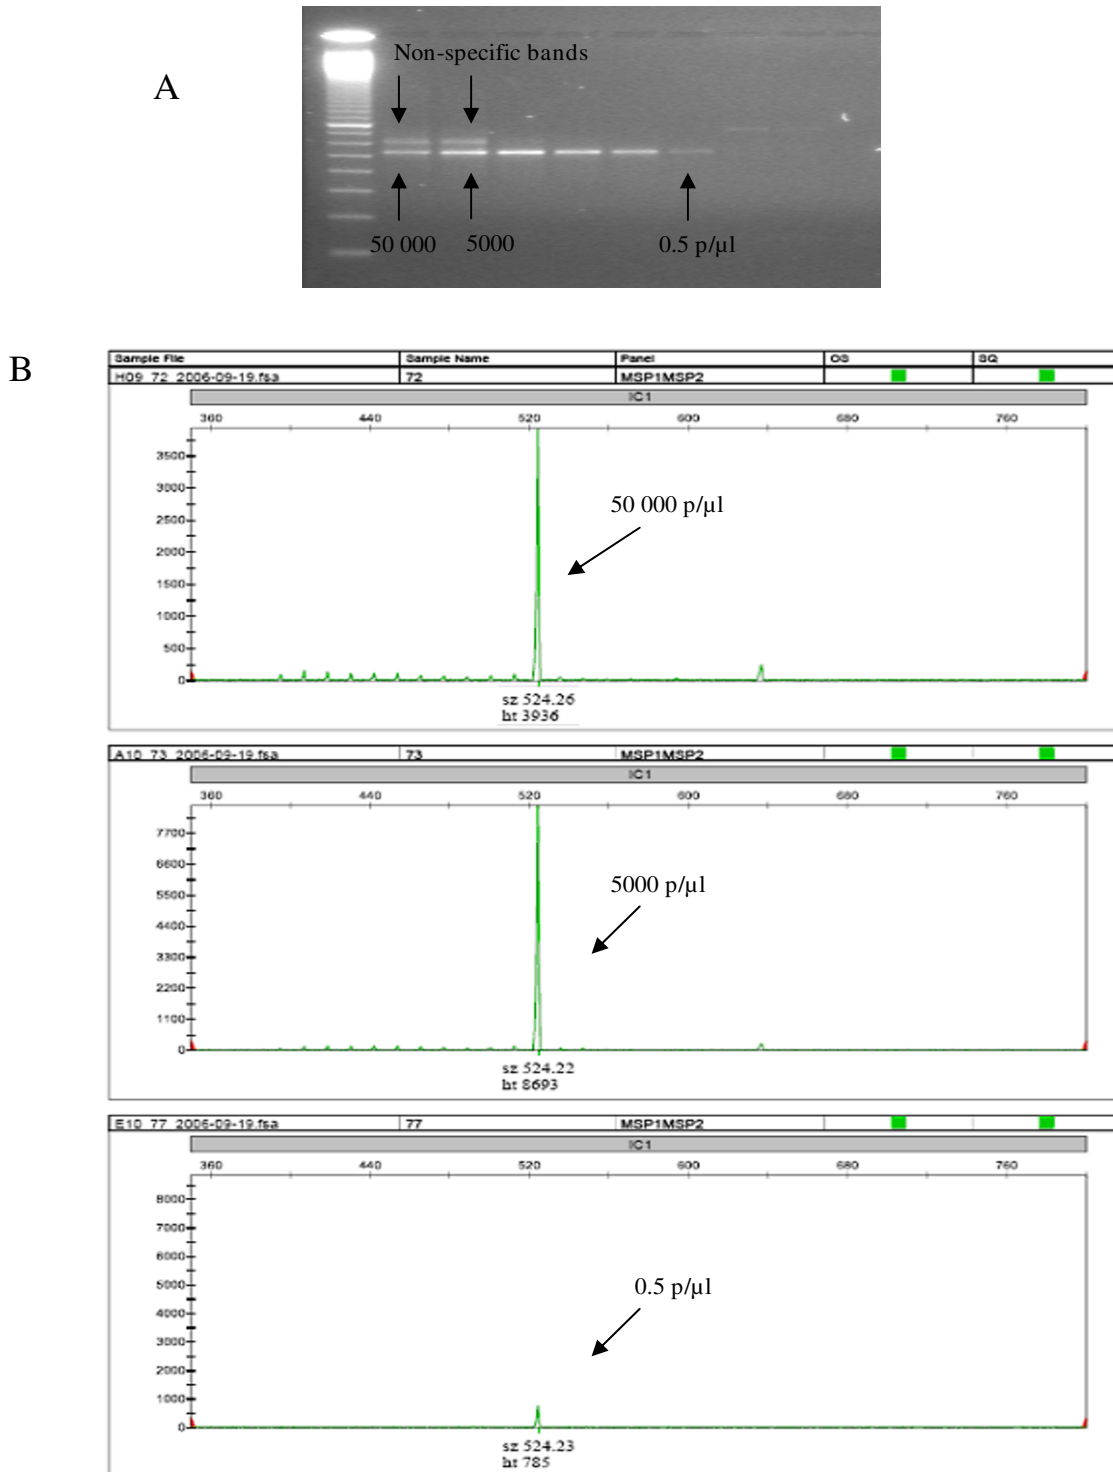 A
Non-specific bands
50 000 5000 0.5 p/µl
B
Sample File Sample Name Panel OS SQ
H09_72_2006-09-19.fsa 72 MSP1MSP2
IC1
360 440 520 600 680 760
3500
3000
2500
2000
1500
1000
500
0
50 000 p/µl
sz 524.26
ht 3936
A10_73_2006-09-19.fsa 73 MSP1MSP2
IC1
360 440 520 600 680 760
7700
6600
5500
4400
3300
2200
1100
0
5000 p/µl
sz 524.22
ht 8693
E10_77_2006-09-19.fsa 77 MSP1MSP2
IC1
360 440 520 600 680 760
8000
7000
6000
5000
4000
3000
2000
1000
0
0.5 p/µl
sz 524.23
ht 785